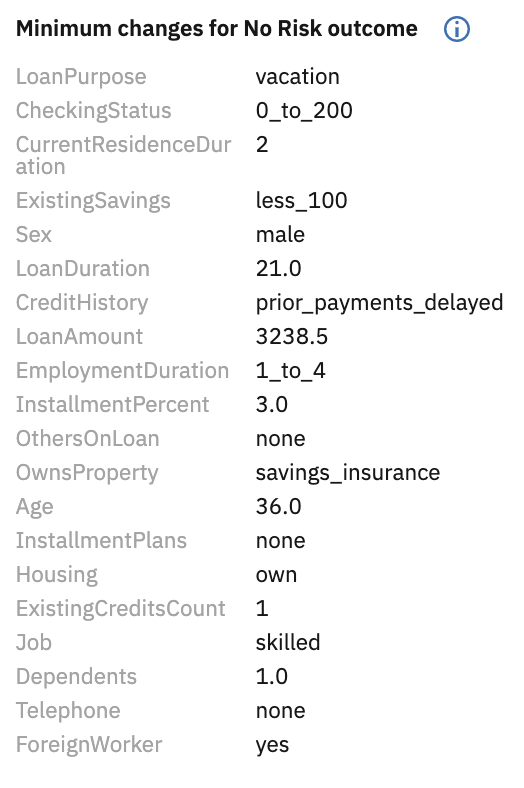 Minimum changes for No Risk outcome
LoanPurpose vacation
CheckingStatus 0_to_200
CurrentResidenceDur 2
ation
ExistingSavings less_100
Sex male
LoanDuration 21.0
CreditHistory prior_payments_delayed
LoanAmount 3238.5
EmploymentDuration 1_to_4
InstallmentPercent 3.0
OthersOnLoan none
OwnsProperty savings_insurance
Age 36.0
InstallmentPlans none
Housing own
ExistingCreditsCount 1
Job skilled
Dependents 1.0
Telephone none
ForeignWorker yes